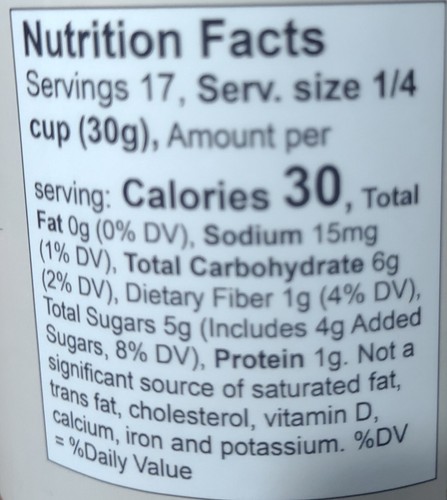 Nutrition Facts
Servings 17, Serv. size 1/4
cup (30g), Amount per
serving: Calories 30, Total
Fat 0g (0% DV), Sodium 15mg
(1% DV), Total Carbohydrate 6g
(2% DV), Dietary Fiber 1g (4% DV),
Total Sugars 5g (Includes 4g Added
Sugars, 8% DV), Protein 1g. Not a
significant source of saturated fat,
trans fat, cholesterol, vitamin D,
calcium, iron and potassium. %DV
= %Daily Value